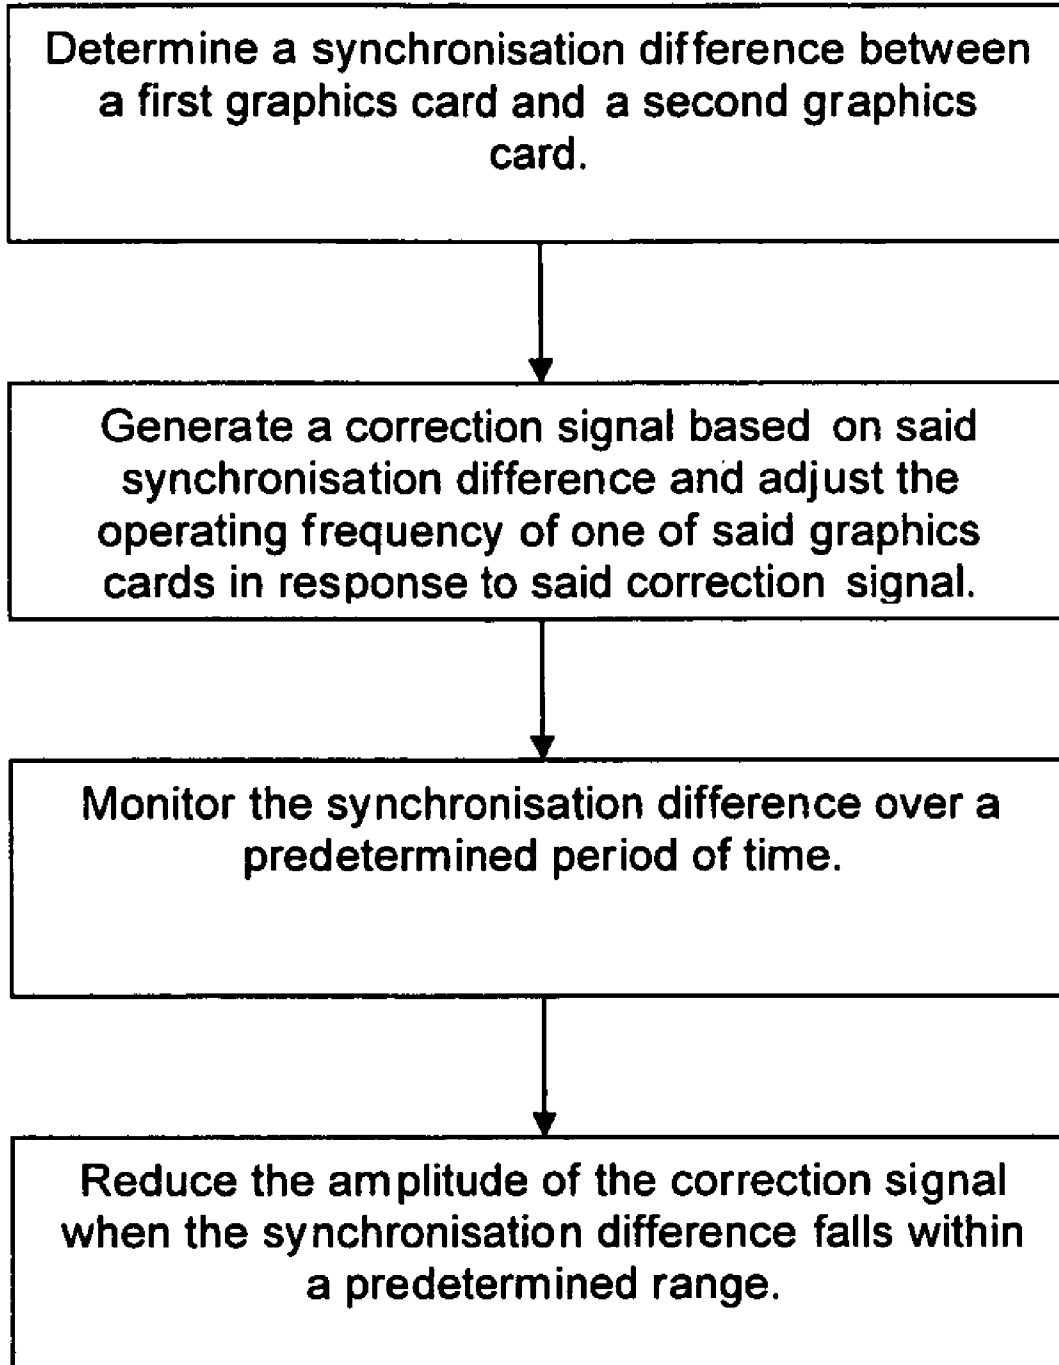 Determine a synchronisation difference between
a first graphics card and a second graphics
card.
Generate a correction signal based on said
synchronisation difference and adjust the
operating frequency of one of said graphics
cards in response to said correction signal.
Monitor the synchronisation difference over a
predetermined period of time.
Reduce the amplitude of the correction signal
when the synchronisation difference falls within
a predetermined range.